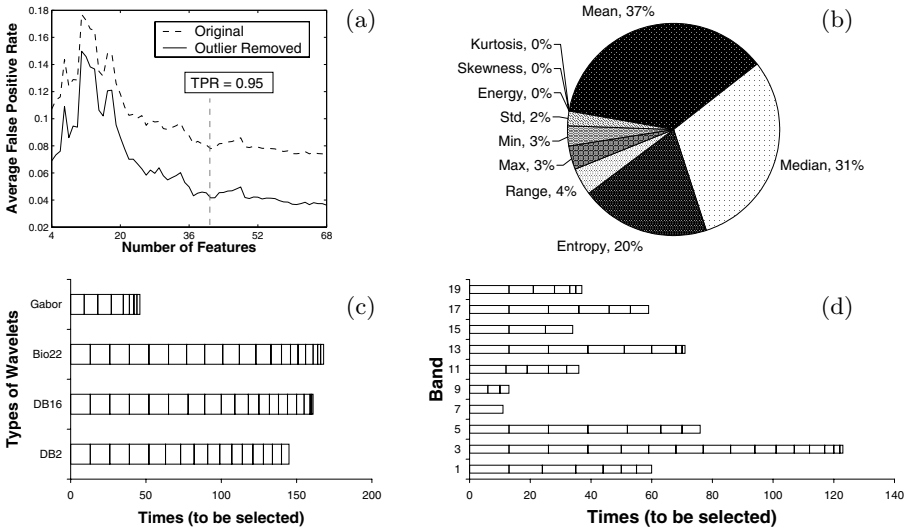 (a)
0.18
0.16
0.14
0.12
0.1
0.08
0.06
0.04
0.02
Average False Positive Rate
Original
Outlier Removed
TPR = 0.95
4
20
36
52
68
Number of Features
(b)
Mean, 37%
Kurtosis, 0%
Skewness, 0%
Energy, 0%
Std, 2%
Min, 3%
Max, 3%
Range, 4%
Entropy, 20%
Median, 31%
(c)
Types of Wavelets
Gabor
Bio22
DB16
DB2
0
50
100
150
200
Times (to be selected)
(d)
Band
19
17
15
13
11
9
7
5
3
1
0
20
40
60
80
100
120
140
Times (to be selected)